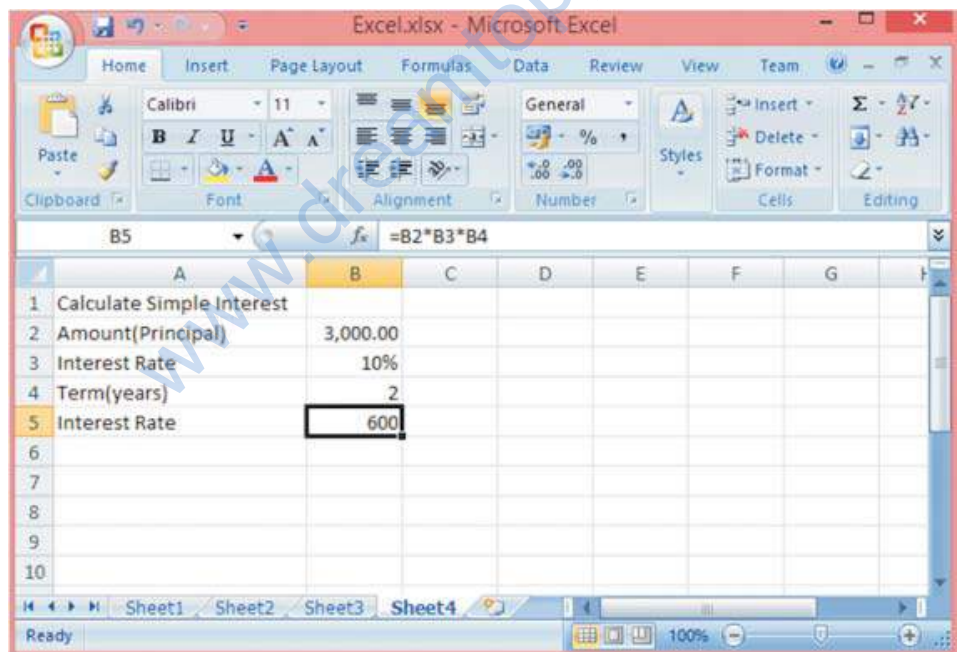 Excel.xlsx - Microsoft Excel
Home Insert Page Layout Formulas Data Review View Team
Calibri 11 General Insert
B I U A A % , Delete
Paste Styles Format
Clipboard Font Alignment Number Cells Editing
B5 fx =B2*B3*B4
A B C D E F G H
1 Calculate Simple Interest
2 Amount(Principal) 3,000.00
3 Interest Rate 10%
4 Term(years) 2
5 Interest Rate 600
6
7
8
9
10
Sheet1 Sheet2 Sheet3 Sheet4
Ready 100%